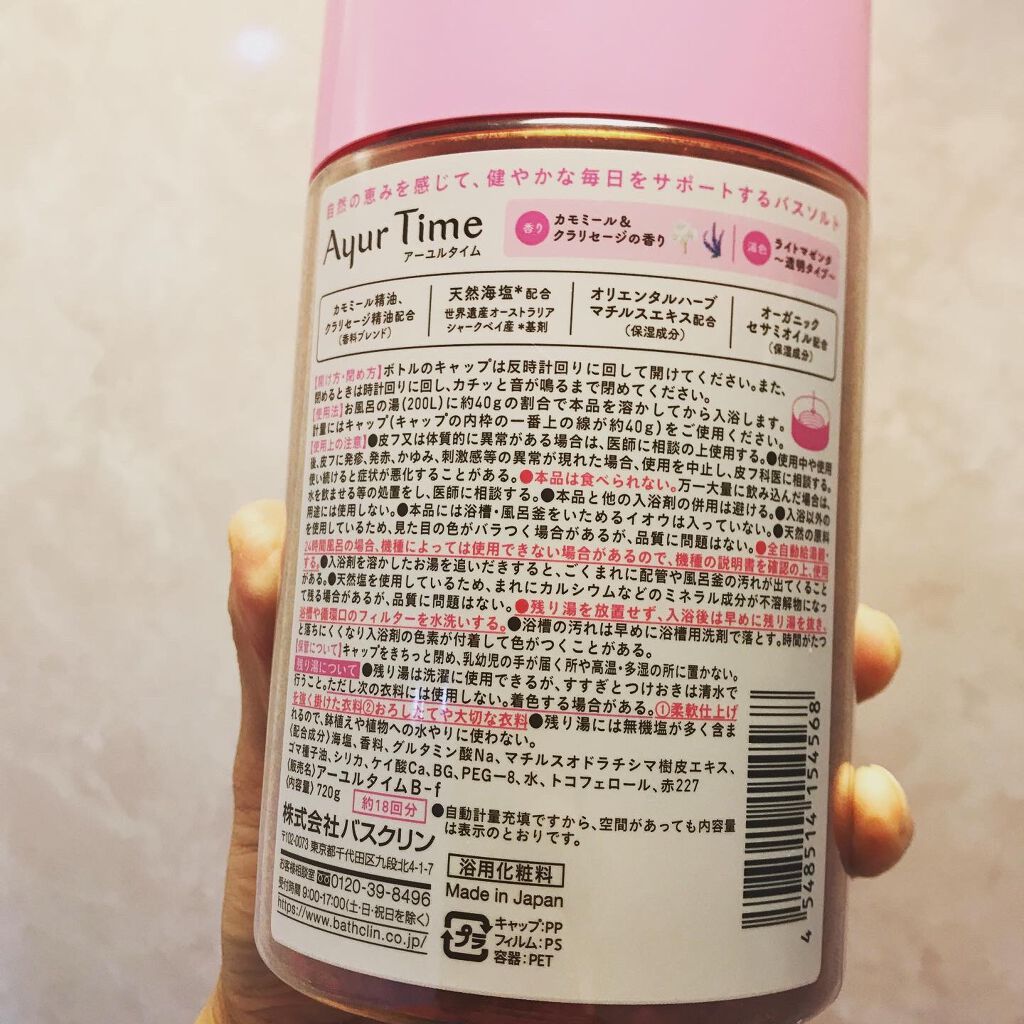 自然の恵みを感じて、健やかな毎日をサポートするバスソルト
Ayur Time
アーユルタイム
香り カモミール&
クラリセージの香り
湯色 ライトマゼンタ
〜透明タイプ〜
カモミール精油、
クラリセージ精油配合
(香料ブレンド)
天然海塩*配合
世界遺産オーストラリア
シャークベイ産 *基剤
オリエンタルハーブ
マチルスエキス配合
(保湿成分)
オーガニック
セサミオイル配合
(保湿成分)
【開け方・閉め方】ボトルのキャップは反時計回りに回して開けてください。また、
閉めるときは時計回りに回し、カチッと音が鳴るまで閉めてください。
【使用法】お風呂の湯(200L)に約40gの割合で本品を溶かしてから入浴します。
計量にはキャップ(キャップの内枠の一番上の線が約40g)をご使用ください。
【使用上の注意】●皮フ又は体質的に異常がある場合は、医師に相談の上使用する。●使用中や使用
後、皮フに発疹、発赤、かゆみ、刺激感等の異常が現れた場合、使用を中止し、皮フ科医に相談する。
使い続けると症状が悪化することがある。●本品は食べられない。万一大量に飲み込んだ場合は、
水を飲ませる等の処置をし、医師に相談する。●本品と他の入浴剤の併用は避ける。●入浴以外の
用途には使用しない。●本品には浴槽・風呂釜をいためるイオウは入っていない。●天然の原料
を使用しているため、見た目の色がバラつく場合があるが、品質に問題はない。●全自動給湯器・
24時間風呂の場合、機種によっては使用できない場合があるので、機種の説明書を確認の上、使用
する。●入浴剤を溶かしたお湯を追いだきすると、ごくまれに配管や風呂釜の汚れが出てくること
がある。●天然塩を使用しているため、まれにカルシウムなどのミネラル成分が不溶解物になっ
て残る場合があるが、品質に問題はない。●残り湯を放置せず、入浴後は早めに残り湯を抜き、
浴槽や循環口のフィルターを水洗いする。●浴槽の汚れは早めに浴槽用洗剤で落とす。時間がたつ
と落ちにくくなり入浴剤の色素が付着して色がつくことがある。
【保管について】キャップをきちっと閉め、乳幼児の手が届く所や高温・多湿の所に置かない。
残り湯について ●残り湯は洗濯に使用できるが、すすぎとつけおきは清水で
行うこと。ただし次の衣料には使用しない。着色する場合がある。①柔軟仕上げ
を強く掛けた衣料②おろしたてや大切な衣料●残り湯には無機塩が多く含ま
れるので、鉢植えや植物への水やりに使わない。
〈配合成分〉海塩、香料、グルタミン酸Na、マチルスオドラチシマ樹皮エキス、
ゴマ種子油、シリカ、ケイ酸Ca、BG、PEG-8、水、トコフェロール、赤227
〈販売名〉アーユルタイムB-f
〈内容量〉720g 約18回分
●自動計量充填ですから、空間があっても内容量
は表示のとおりです。
株式会社バスクリン
〒102-0073 東京都千代田区九段北4-1-7
お客様相談室 0120-39-8496
受付時間 9:00-17:00(土・日・祝日を除く)
https://www.bathclin.co.jp/
浴用化粧料
Made in Japan
プラ
キャップ:PP
フィルム:PS
容器:PET
4 548514 154568